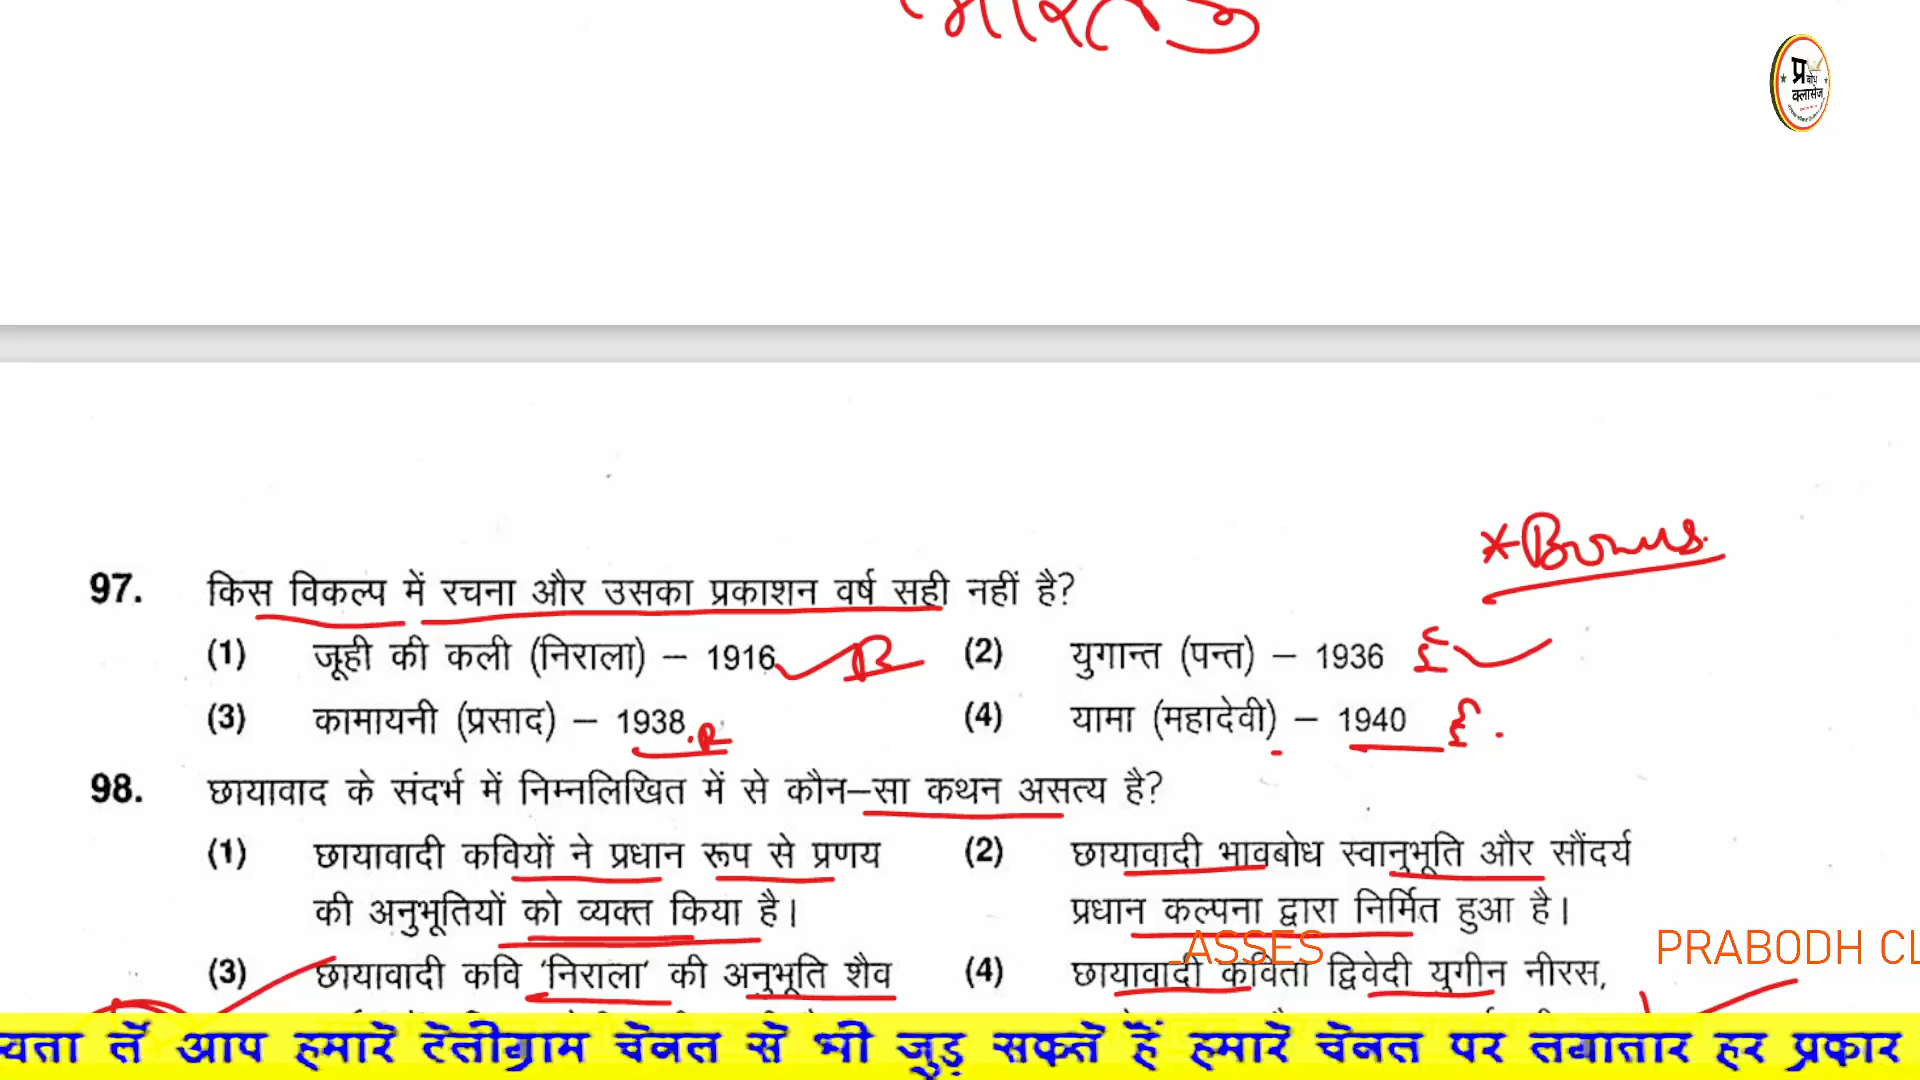 भारतेन्दु
प्र
बोध
क्लासेज
*Bonus.
97. किस विकल्प में रचना और उसका प्रकाशन वर्ष सही नहीं है?
(1) जूही की कली (निराला) – 1916 (2) युगान्त (पन्त) – 1936
(3) कामायनी (प्रसाद) – 1938 (4) यामा (महादेवी) – 1940
98. छायावाद के संदर्भ में निम्नलिखित में से कौन–सा कथन असत्य है?
(1) छायावादी कवियों ने प्रधान रूप से प्रणय (2) छायावादी भावबोध स्वानुभूति और सौंदर्य
की अनुभूतियों को व्यक्त किया है। प्रधान कल्पना द्वारा निर्मित हुआ है।
ASSES PRABODH CL
(3) छायावादी कवि ‘निराला’ की अनुभूति शैव (4) छायावादी कविता द्विवेदी युगीन नीरस,
आप हमारे टेलीग्राम चेनल से भी जुड़ सकते हैं हमारे चेनल पर लगातार हर प्रकार